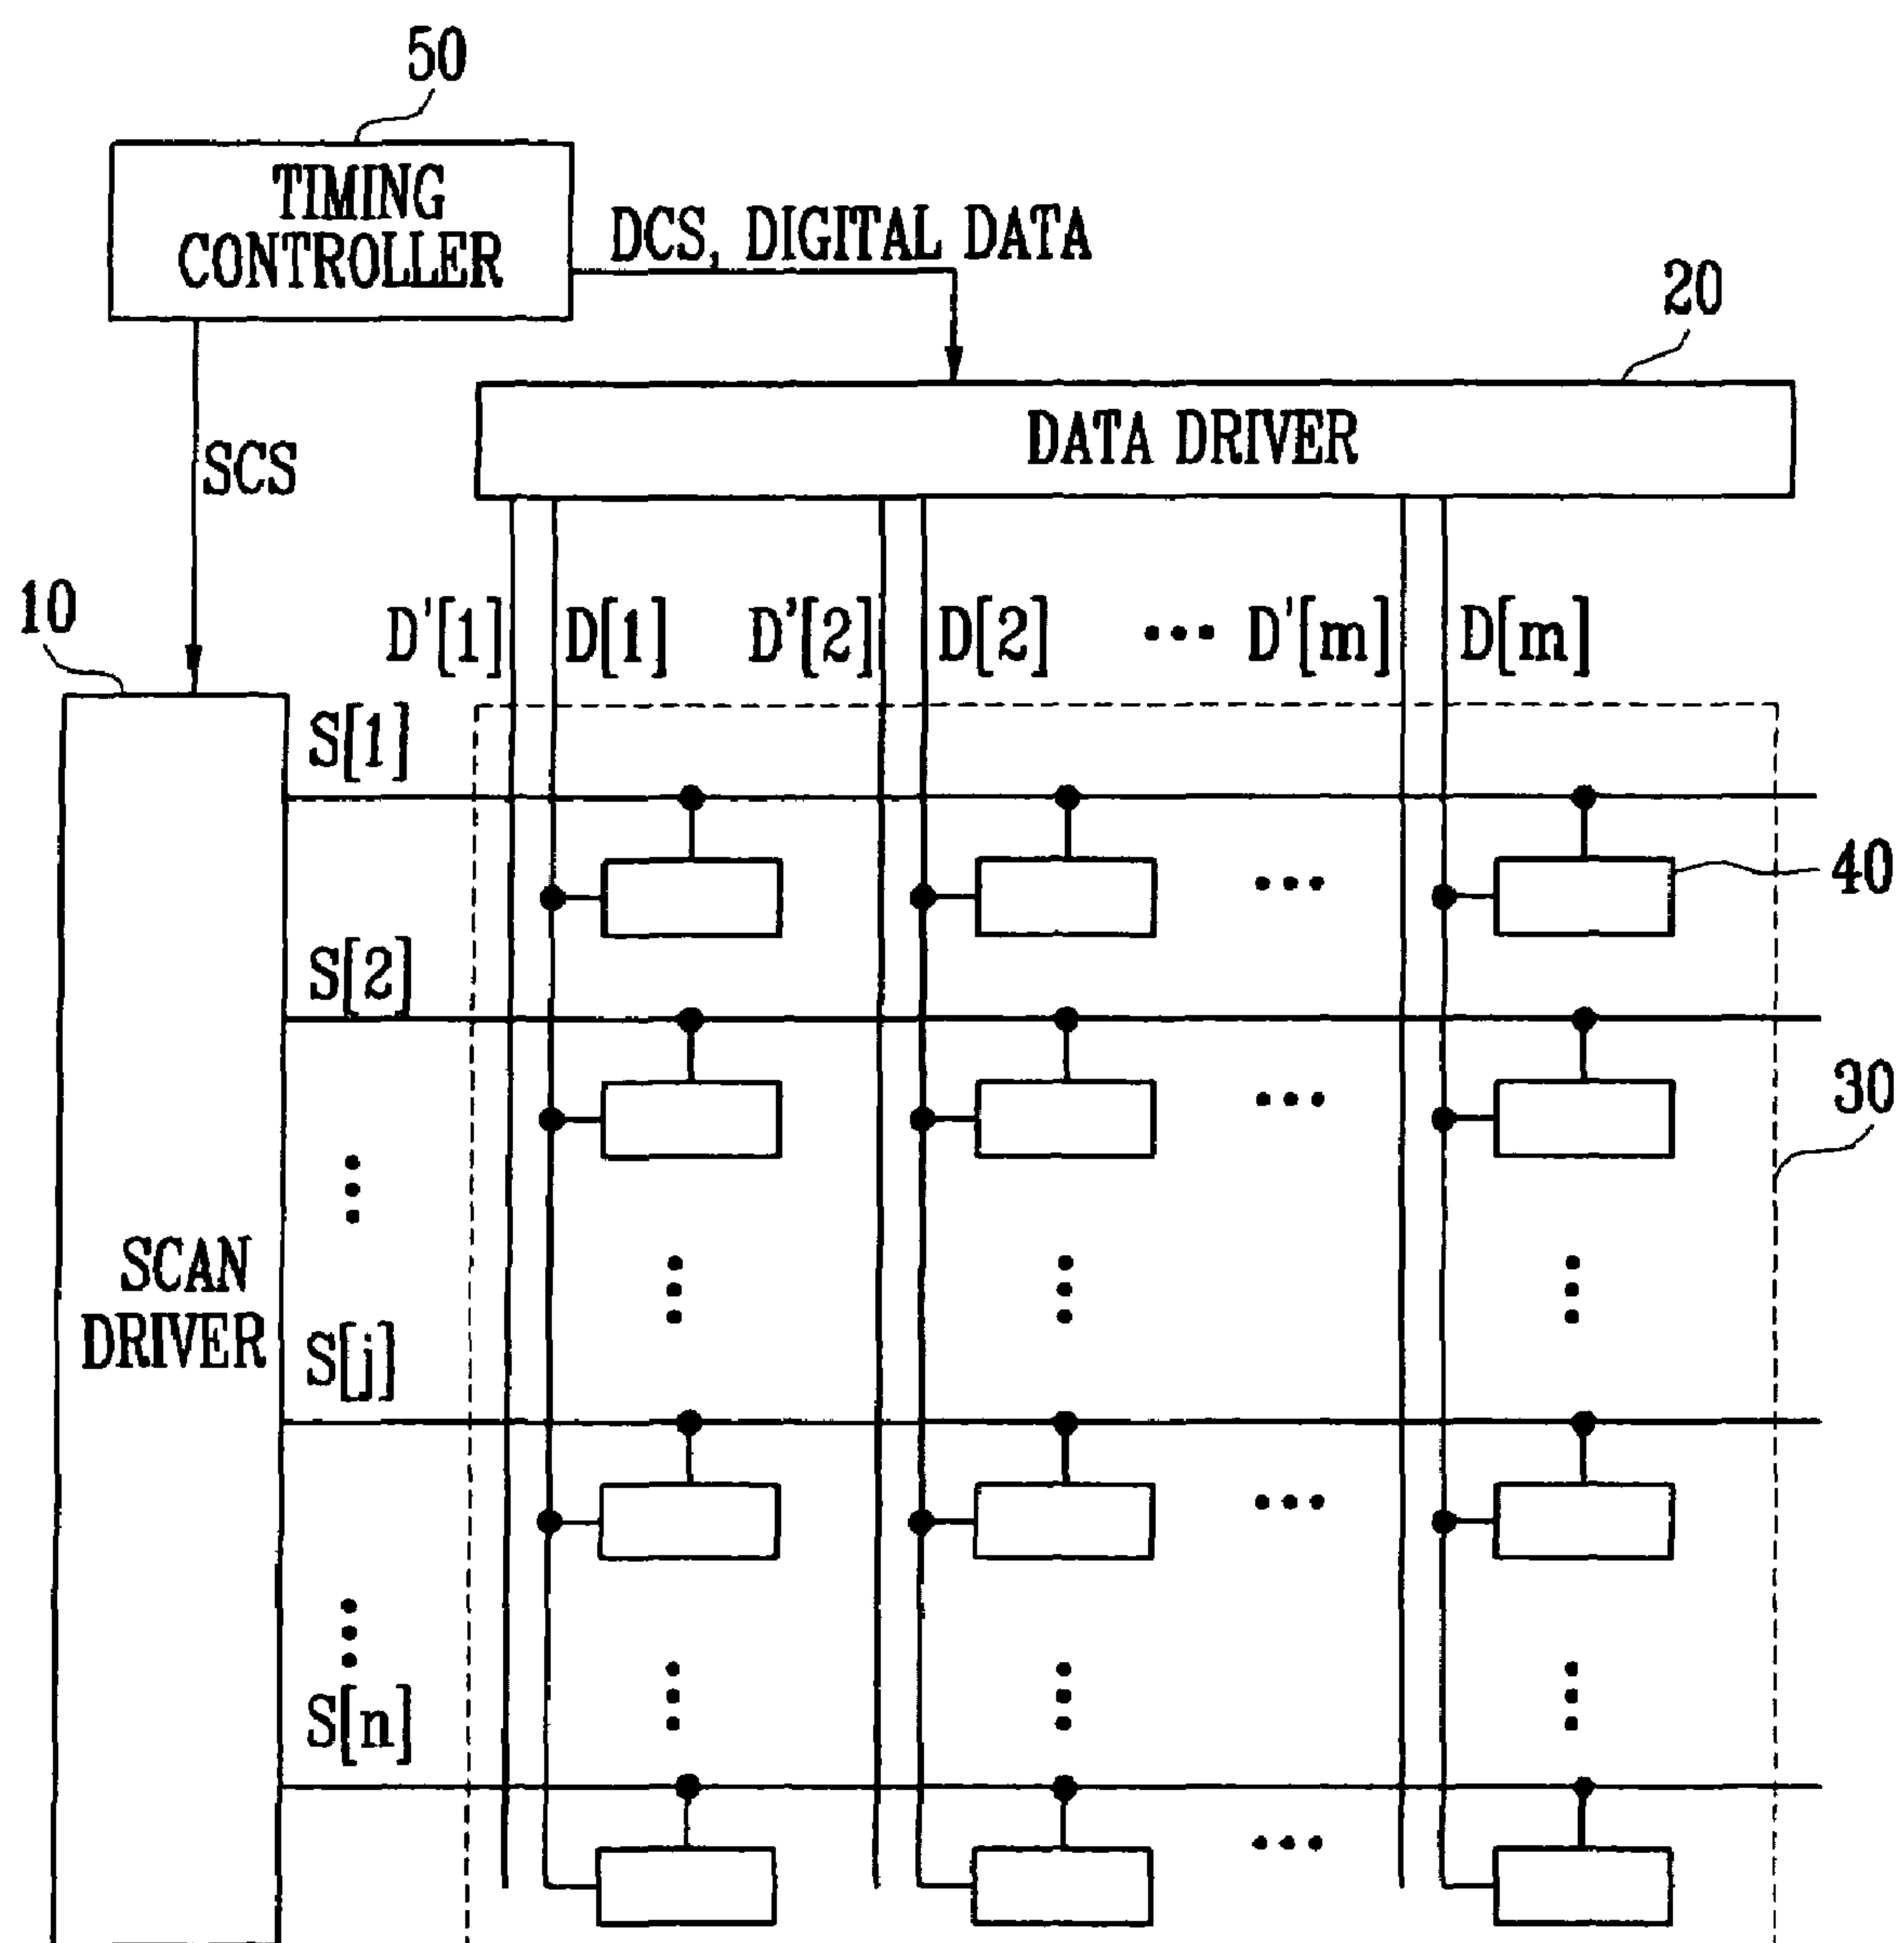 50
TIMING
CONTROLLER
DCS, DIGITAL DATA
20
DATA DRIVER
SCS
10
D'[1] D[1] D'[2] D[2] ••• D'[m] D[m]
S[1]
40
S[2]
30
SCAN
DRIVER
S[j]
S[n]